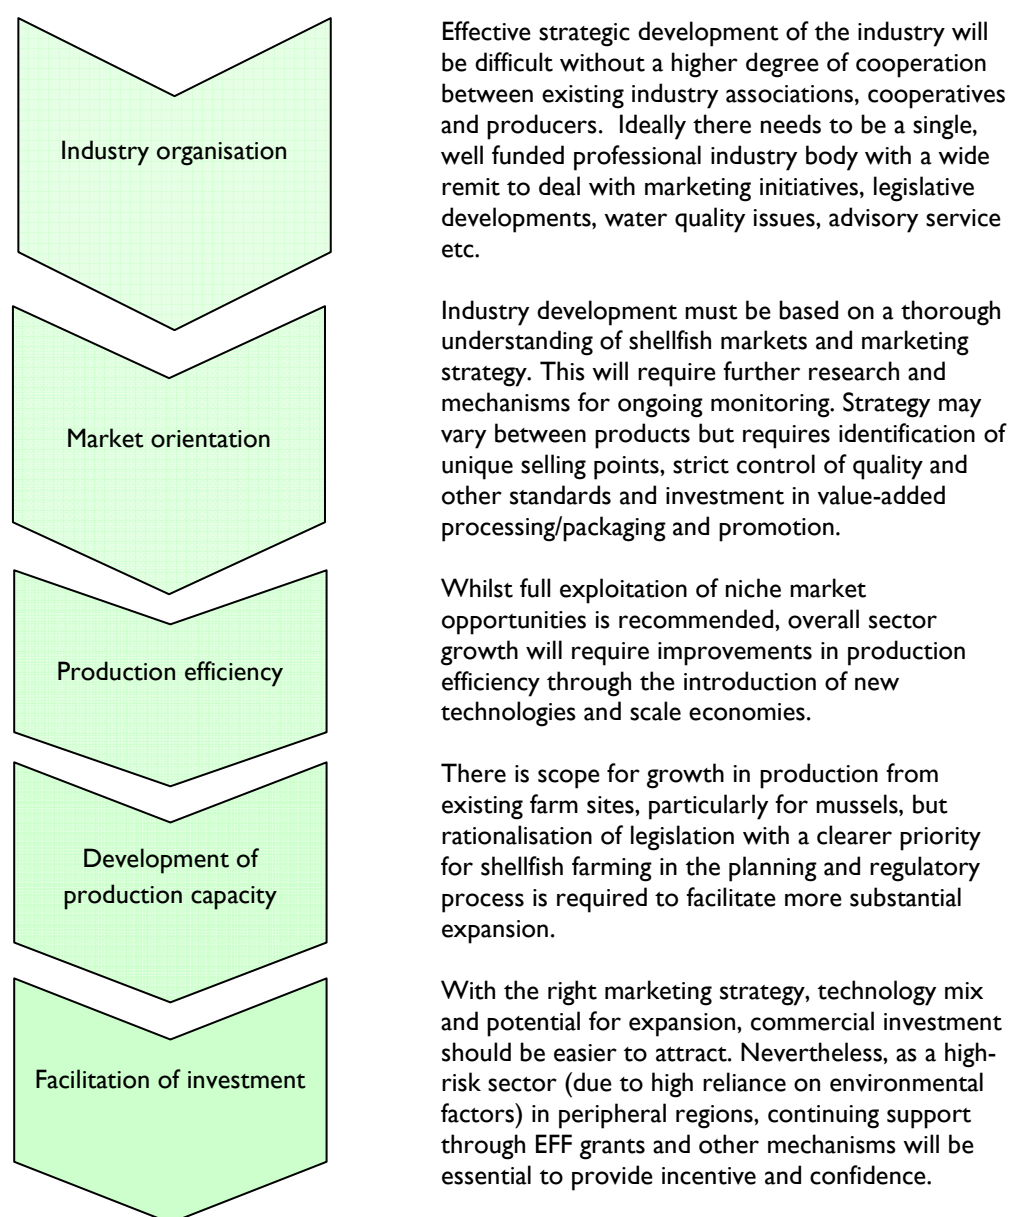 Industry organisation
Effective strategic development of the industry will
be difficult without a higher degree of cooperation
between existing industry associations, cooperatives
and producers.  Ideally there needs to be a single,
well funded professional industry body with a wide
remit to deal with marketing initiatives, legislative
developments, water quality issues, advisory service
etc.
Market orientation
Industry development must be based on a thorough
understanding of shellfish markets and marketing
strategy. This will require further research and
mechanisms for ongoing monitoring. Strategy may
vary between products but requires identification of
unique selling points, strict control of quality and
other standards and investment in value-added
processing/packaging and promotion.
Production efficiency
Whilst full exploitation of niche market
opportunities is recommended, overall sector
growth will require improvements in production
efficiency through the introduction of new
technologies and scale economies.
Development of
production capacity
There is scope for growth in production from
existing farm sites, particularly for mussels, but
rationalisation of legislation with a clearer priority
for shellfish farming in the planning and regulatory
process is required to facilitate more substantial
expansion.
Facilitation of investment
With the right marketing strategy, technology mix
and potential for expansion, commercial investment
should be easier to attract. Nevertheless, as a high-
risk sector (due to high reliance on environmental
factors) in peripheral regions, continuing support
through EFF grants and other mechanisms will be
essential to provide incentive and confidence.